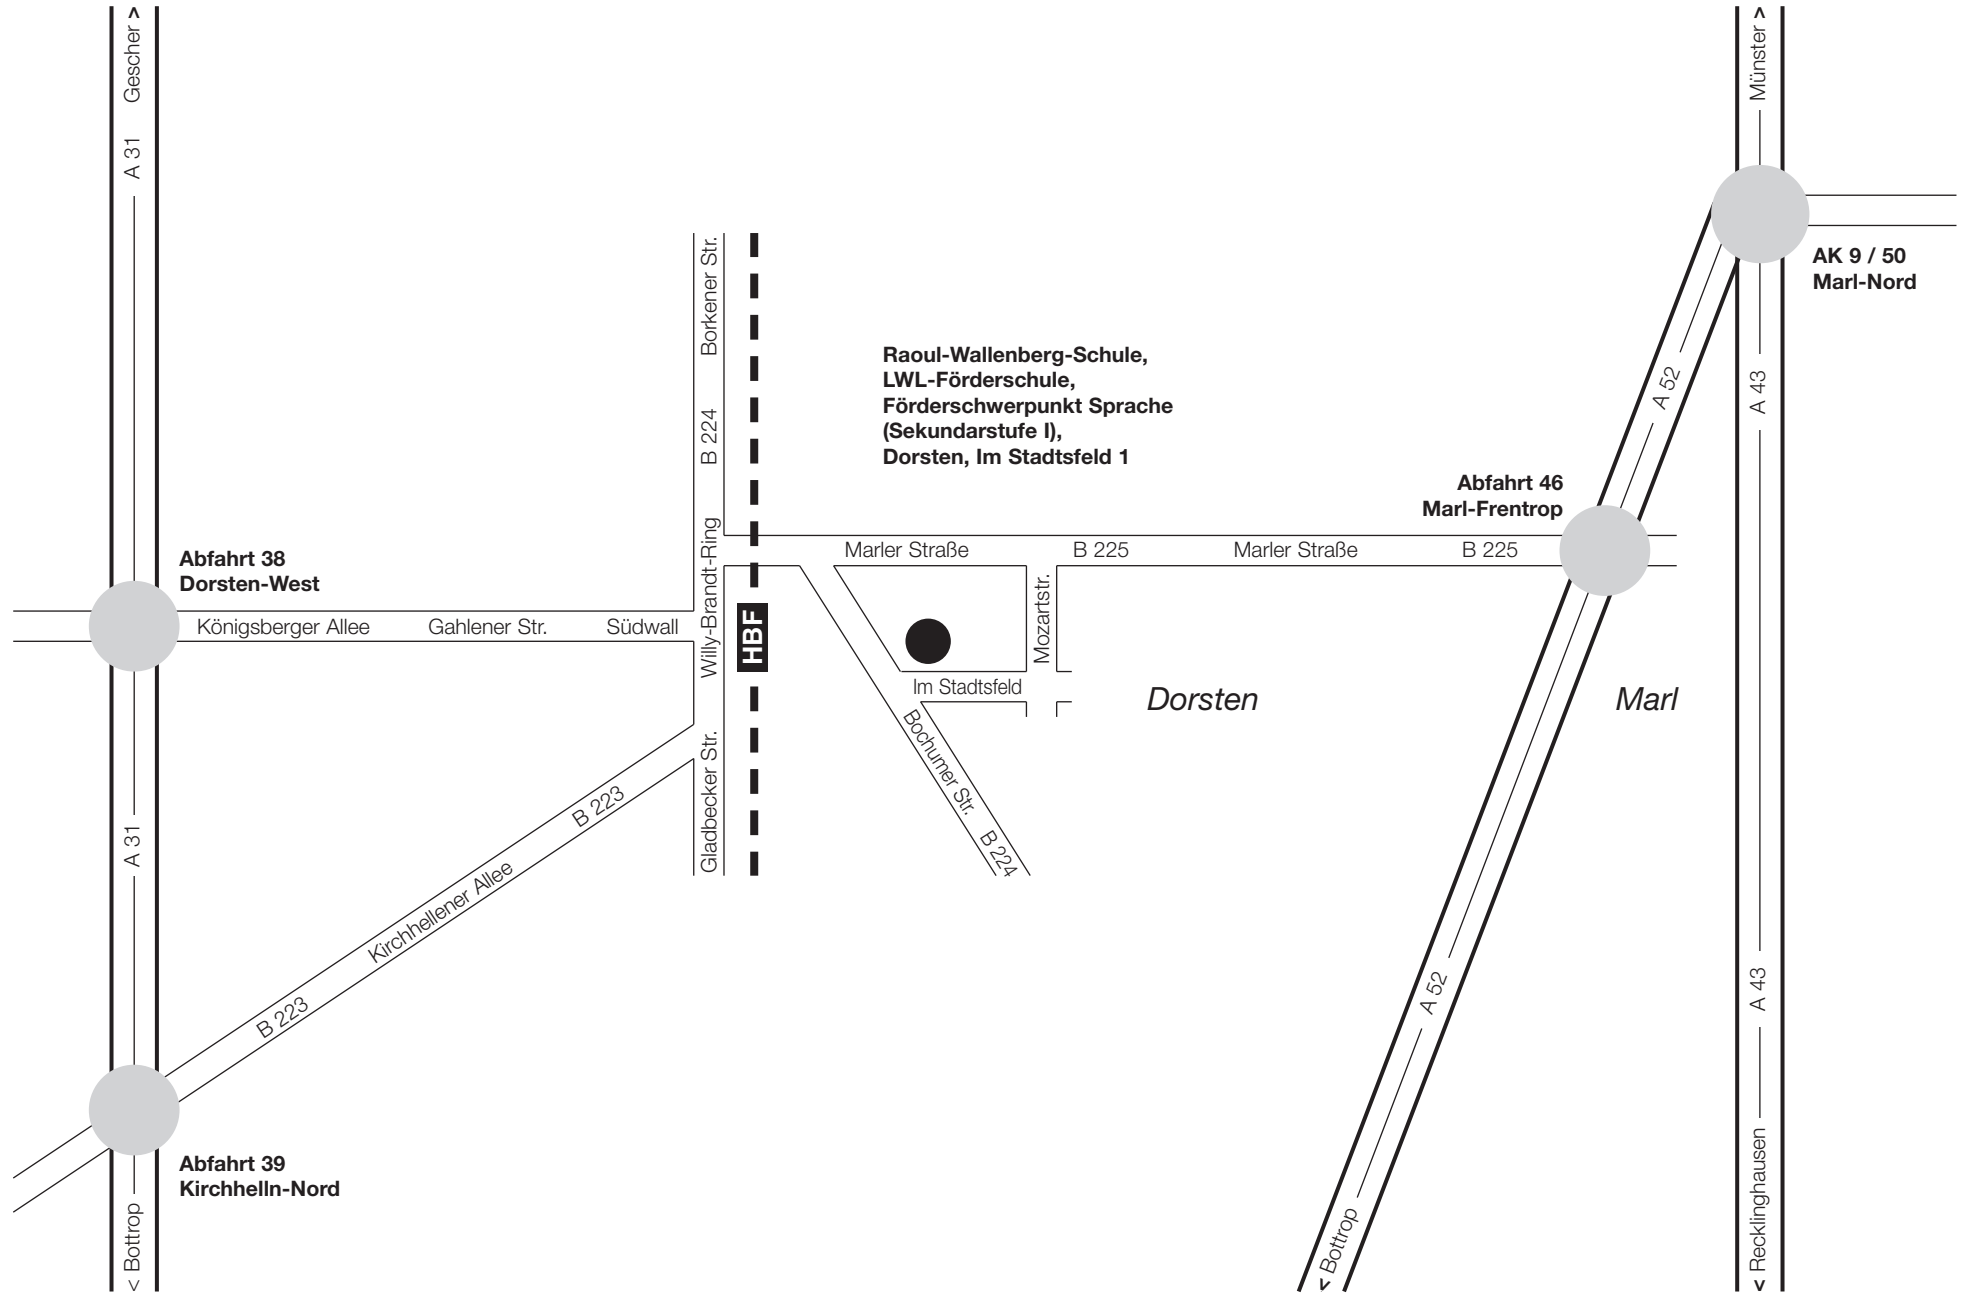 Gescher >
A 31
Münster >
AK 9 / 50
Marl-Nord
Borkener Str.
B 224
Raoul-Wallenberg-Schule,
LWL-Förderschule,
Förderschwerpunkt Sprache
(Sekundarstufe I),
Dorsten, Im Stadtsfeld 1
A 52
A 43
Abfahrt 46
Marl-Frentrop
Abfahrt 38
Dorsten-West
Willy-Brandt-Ring
Marler Straße
B 225
Marler Straße
B 225
Königsberger Allee
Gahlener Str.
Südwall
HBF
Mozartstr.
Im Stadtsfeld
Dorsten
Marl
Gladbecker Str.
Bochumer Str.
B 224
A 31
B 223
Kirchhellener Allee
B 223
A 52
A 43
Abfahrt 39
Kirchhelln-Nord
< Bottrop
< Bottrop
< Recklinghausen